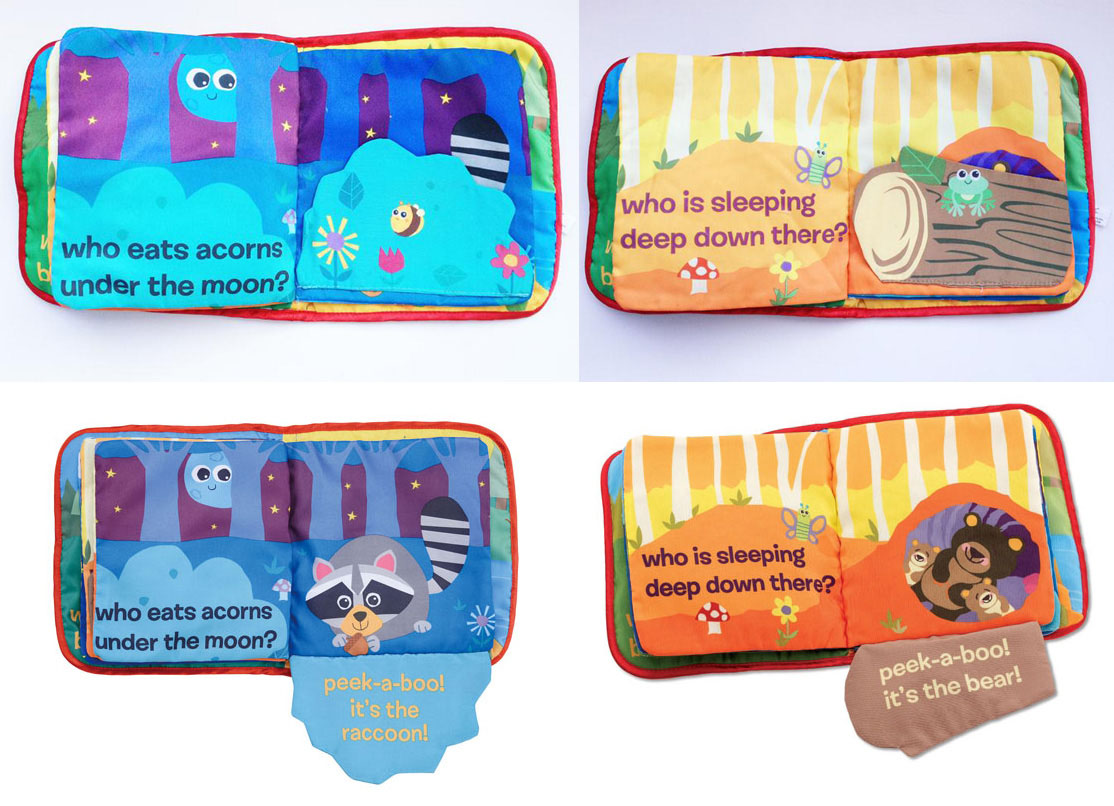 who eats acorns
under the moon?
who is sleeping
deep down there?
who eats acorns
under the moon?
peek-a-boo!
it's the
raccoon!
who is sleeping
deep down there?
peek-a-boo!
it's the bear!